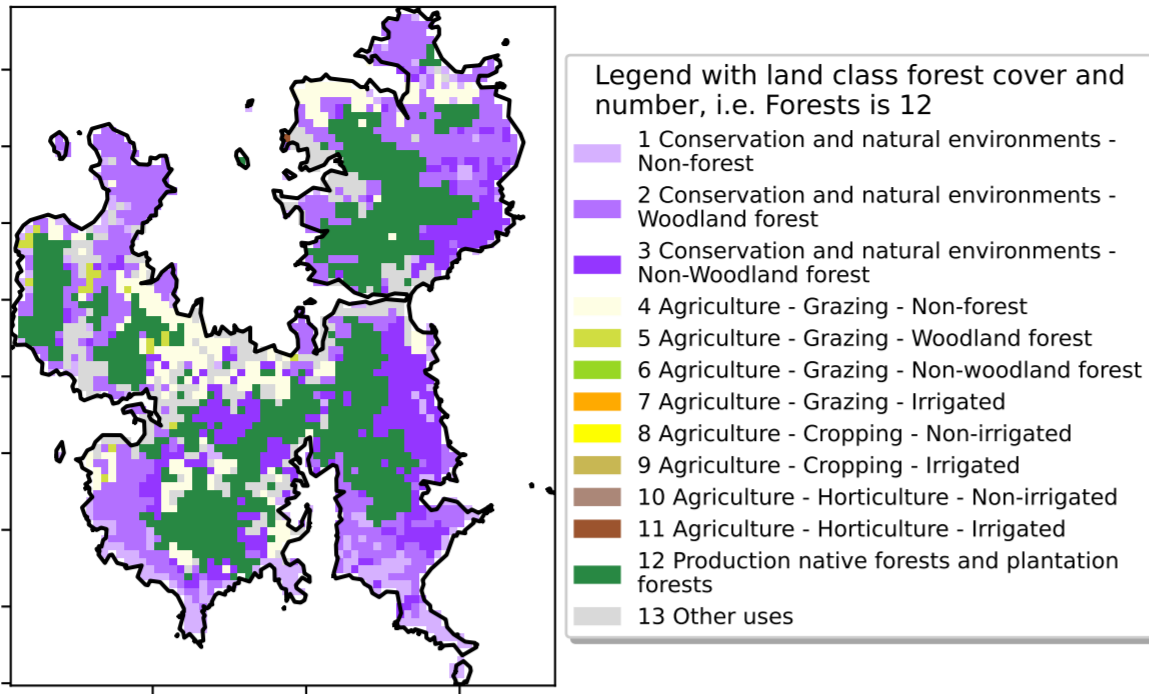 Legend with land class forest cover and
number, i.e. Forests is 12
1 Conservation and natural environments -
Non-forest
2 Conservation and natural environments -
Woodland forest
3 Conservation and natural environments -
Non-Woodland forest
4 Agriculture - Grazing - Non-forest
5 Agriculture - Grazing - Woodland forest
6 Agriculture - Grazing - Non-woodland forest
7 Agriculture - Grazing - Irrigated
8 Agriculture - Cropping - Non-irrigated
9 Agriculture - Cropping - Irrigated
10 Agriculture - Horticulture - Non-irrigated
11 Agriculture - Horticulture - Irrigated
12 Production native forests and plantation
forests
13 Other uses